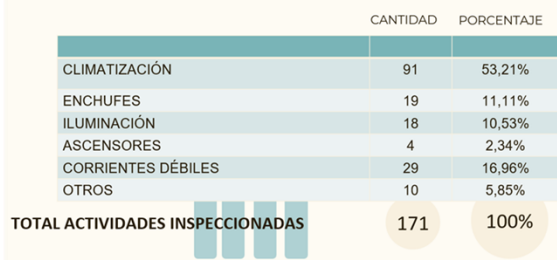 CANTIDAD PORCENTAJE
CLIMATIZACIÓN 91 53,21%
ENCHUFES 19 11,11%
ILUMINACIÓN 18 10,53%
ASCENSORES 4 2,34%
CORRIENTES DÉBILES 29 16,96%
OTROS 10 5,85%
TOTAL ACTIVIDADES INSPECCIONADAS 171 100%